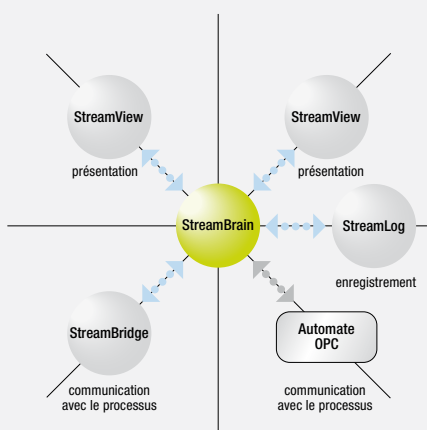 StreamView
présentation
StreamView
présentation
StreamBrain
StreamLog
enregistrement
StreamBridge
communication
avec le processus
Automate
OPC
communication
avec le processus